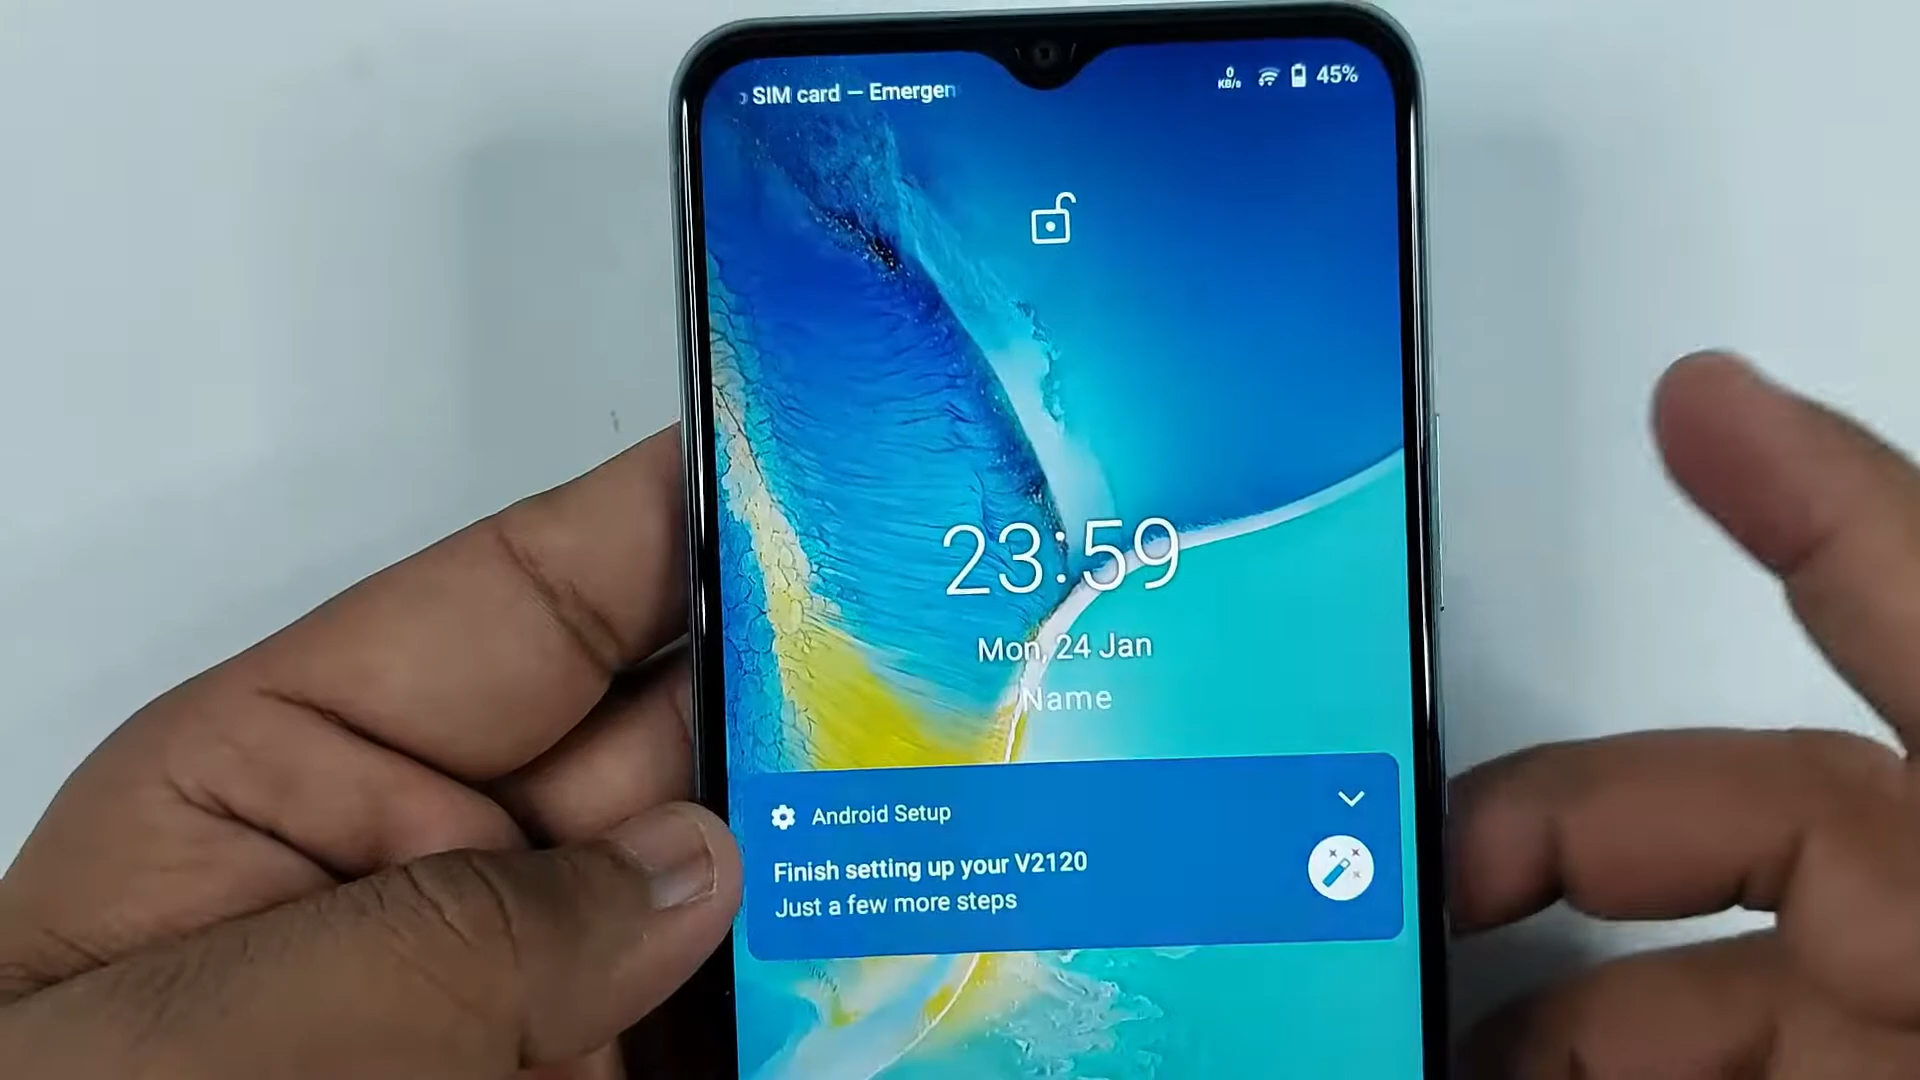 SIM card — Emergen
0
KB/s
45%
23:59
Mon, 24 Jan
Name
Android Setup
Finish setting up your V2120
Just a few more steps